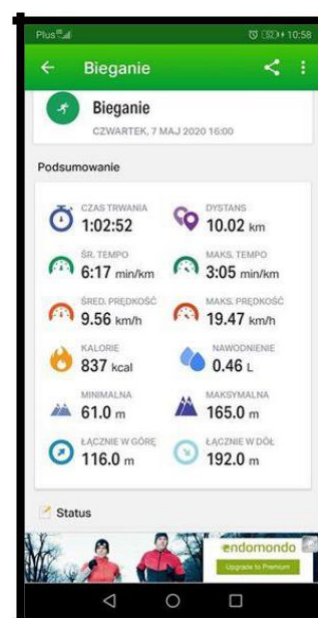 Plus 10:58
Bieganie
Bieganie
CZWARTEK, 7 MAJ 2020 16:00
Podsumowanie
CZAS TRWANIA DYSTANS
1:02:52 10.02 km
ŚR. TEMPO MAKS. TEMPO
6:17 min/km 3:05 min/km
ŚRED. PRĘDKOŚĆ MAKS. PRĘDKOŚĆ
9.56 km/h 19.47 km/h
KALORIE NAWODNIENIE
837 kcal 0.46 L
MINIMALNA MAKSYMALNA
61.0 m 165.0 m
ŁĄCZNIE W GÓRĘ ŁĄCZNIE W DÓŁ
116.0 m 192.0 m
Status
endomondo
Upgrade to Premium